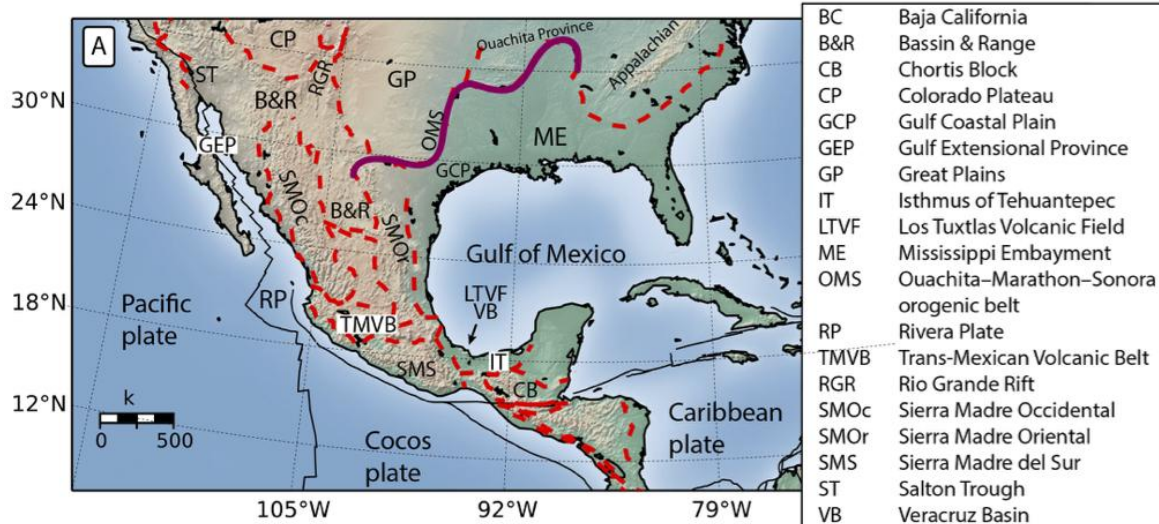 A
CP
Ouachita Province
Appalachian
ST
RGR
GP
30°N
B&R
OMS
ME
GEP
GCP
24°N
SMOc
B&R
SMOr
Gulf of Mexico
18°N
Pacific
plate
RP
LTVF
VB
TMVB
IT
SMS
CB
12°N
k
0 500
Cocos
plate
Caribbean
plate
105°W 92°W 79°W
BC Baja California
B&R Bassin & Range
CB Chortis Block
CP Colorado Plateau
GCP Gulf Coastal Plain
GEP Gulf Extensional Province
GP Great Plains
IT Isthmus of Tehuantepec
LTVF Los Tuxtlas Volcanic Field
ME Mississippi Embayment
OMS Ouachita–Marathon–Sonora
orogenic belt
RP Rivera Plate
TMVB Trans-Mexican Volcanic Belt
RGR Rio Grande Rift
SMOc Sierra Madre Occidental
SMOr Sierra Madre Oriental
SMS Sierra Madre del Sur
ST Salton Trough
VB Veracruz Basin